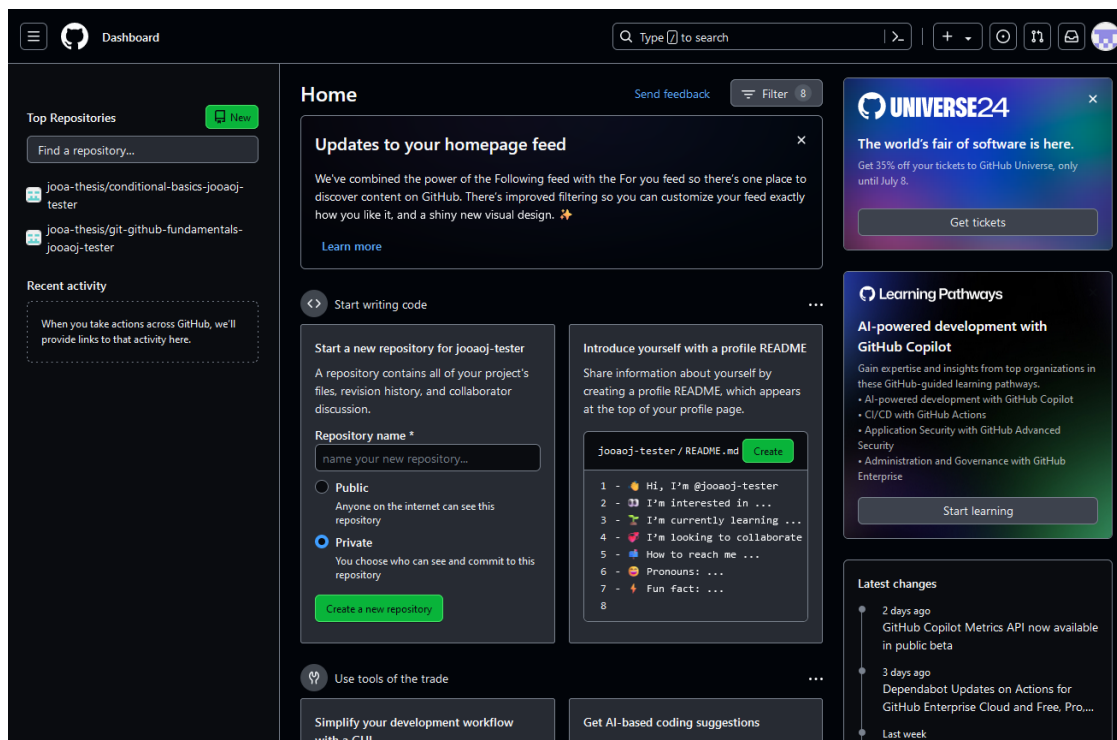 Dashboard
Type / to search
Top Repositories
New
Find a repository...
jooa-thesis/conditional-basics-jooaoj-
tester
jooa-thesis/git-github-fundamentals-
jooaoj-tester
Recent activity
When you take actions across GitHub, we'll
provide links to that activity here.
Home
Send feedback
Filter 8
Updates to your homepage feed
We've combined the power of the Following feed with the For you feed so there's one place to
discover content on GitHub. There's improved filtering so you can customize your feed exactly
how you like it, and a shiny new visual design. ✨
Learn more
Start writing code
Start a new repository for jooaoj-tester
A repository contains all of your project's
files, revision history, and collaborator
discussion.
Repository name *
name your new repository...
Public
Anyone on the internet can see this
repository
Private
You choose who can see and commit to this
repository
Create a new repository
Introduce yourself with a profile README
Share information about yourself by
creating a profile README, which appears
at the top of your profile page.
jooaoj-tester / README.md
Create
1 - 👋 Hi, I'm @jooaoj-tester
2 - 👀 I'm interested in ...
3 - 🌱 I'm currently learning ...
4 - 💞️ I'm looking to collaborate
5 - 📫 How to reach me ...
6 - 😄 Pronouns: ...
7 - ⚡ Fun fact: ...
8
Use tools of the trade
Simplify your development workflow
with a GUI
Get AI-based coding suggestions
UNIVERSE24
The world's fair of software is here.
Get 35% off your tickets to GitHub Universe, only
until July 8.
Get tickets
Learning Pathways
AI-powered development with
GitHub Copilot
Gain expertise and insights from top organizations in
these GitHub-guided learning pathways.
• AI-powered development with GitHub Copilot
• CI/CD with GitHub Actions
• Application Security with GitHub Advanced
Security
• Administration and Governance with GitHub
Enterprise
Start learning
Latest changes
2 days ago
GitHub Copilot Metrics API now available
in public beta
3 days ago
Dependabot Updates on Actions for
GitHub Enterprise Cloud and Free, Pro,...
Last week